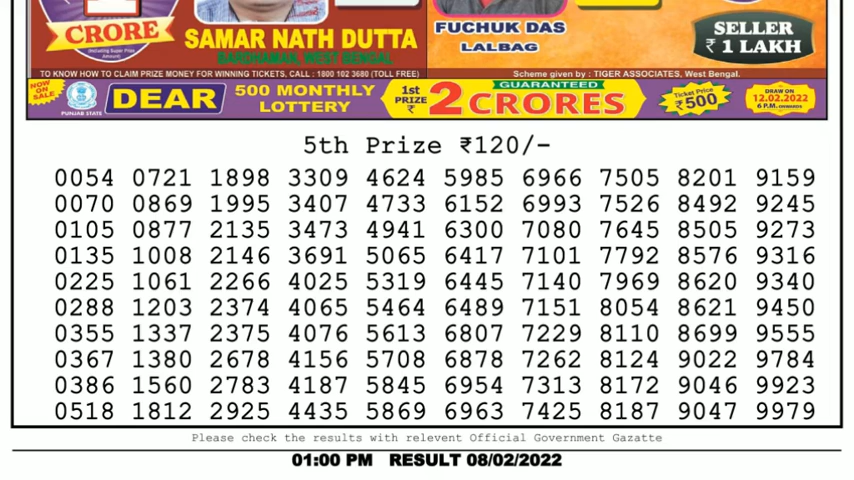 1
CRORE
(Including Super Prize Amount)
SAMAR NATH DUTTA
BARDHAMAN, WEST BENGAL
FUCHUK DAS
LALBAG
SELLER
₹ 1 LAKH
TO KNOW HOW TO CLAIM PRIZE MONEY FOR WINNING TICKETS, CALL : 1800 102 3680 (TOLL FREE)
Scheme given by : TIGER ASSOCIATES, West Bengal.
NOW ON SALE
PUNJAB STATE
DEAR
500 MONTHLY
LOTTERY
1st
PRIZE
₹
GUARANTEED
2 CRORES
Ticket Price
₹500
DRAW ON
12.02.2022
6 P.M. ONWARDS
5th Prize ₹120/-
0054 0721 1898 3309 4624 5985 6966 7505 8201 9159
0070 0869 1995 3407 4733 6152 6993 7526 8492 9245
0105 0877 2135 3473 4941 6300 7080 7645 8505 9273
0135 1008 2146 3691 5065 6417 7101 7792 8576 9316
0225 1061 2266 4025 5319 6445 7140 7969 8620 9340
0288 1203 2374 4065 5464 6489 7151 8054 8621 9450
0355 1337 2375 4076 5613 6807 7229 8110 8699 9555
0367 1380 2678 4156 5708 6878 7262 8124 9022 9784
0386 1560 2783 4187 5845 6954 7313 8172 9046 9923
0518 1812 2925 4435 5869 6963 7425 8187 9047 9979
Please check the results with relevent Official Government Gazatte
01:00 PM RESULT 08/02/2022